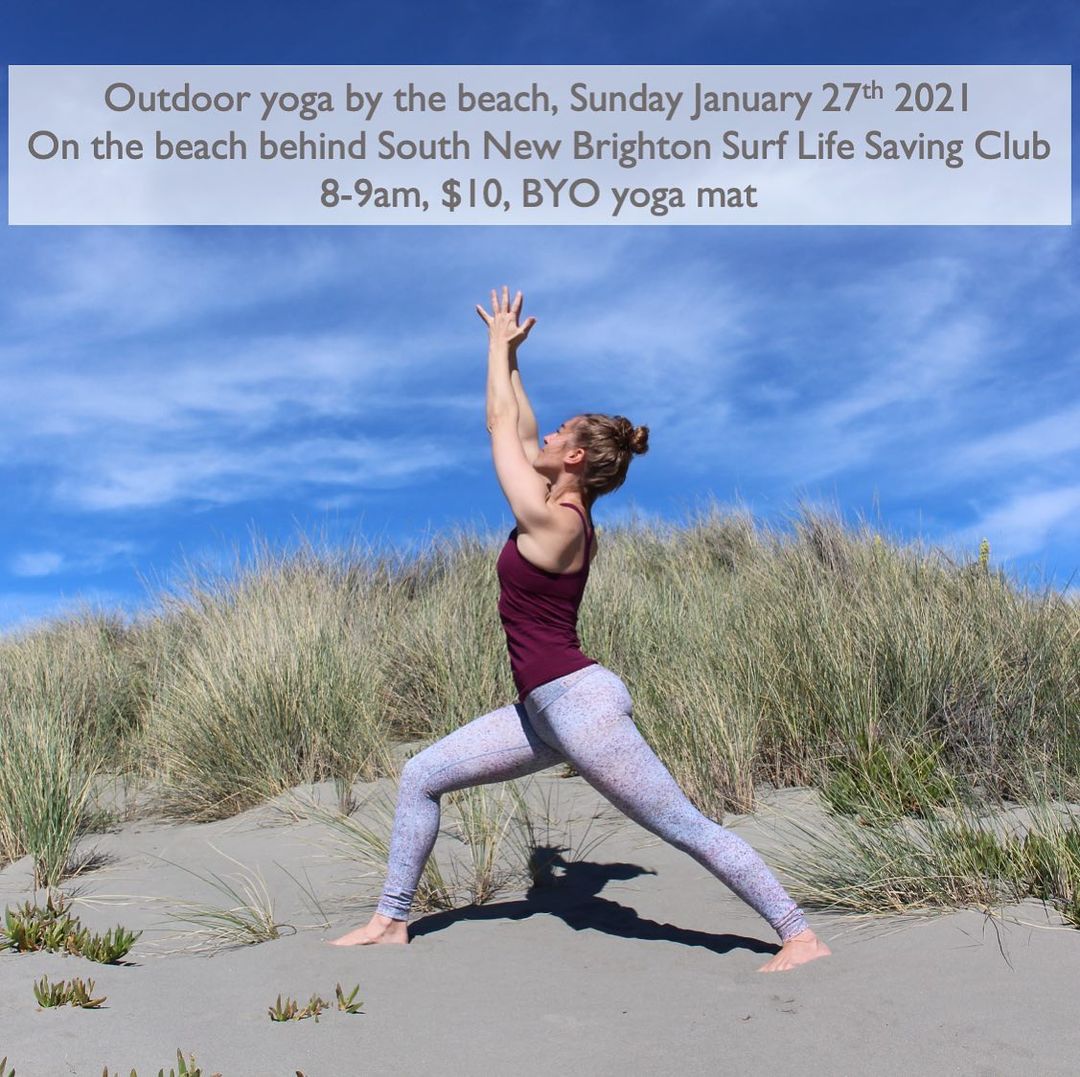 Outdoor yoga by the beach, Sunday January 27th 2021
On the beach behind South New Brighton Surf Life Saving Club
8-9am, $10, BYO yoga mat